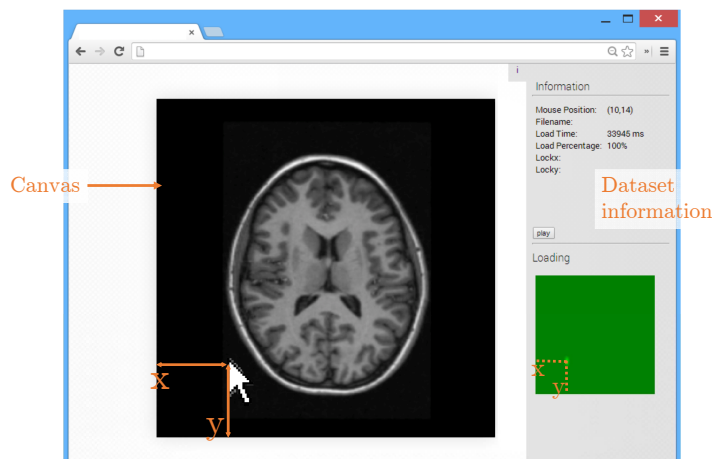 i
Information
Mouse Position: (10,14)
Filename:
Load Time: 33945 ms
Load Percentage: 100%
Lockx:
Locky:
Canvas
Dataset
information
play
Loading
x
y
x
y